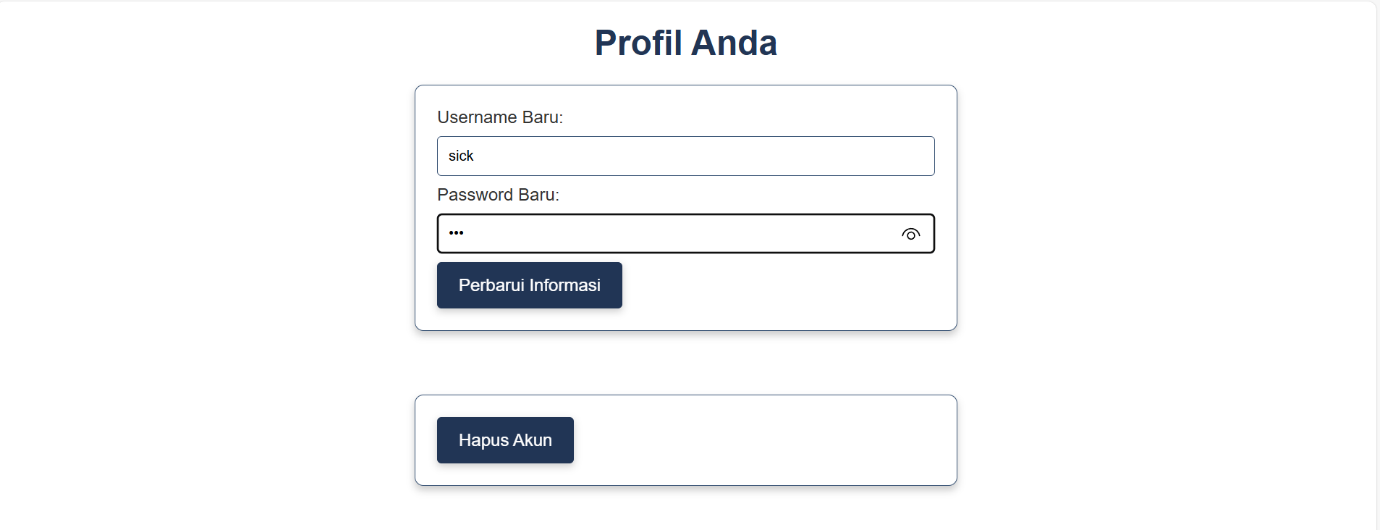 Profil Anda
Username Baru:
sick
Password Baru:
•••
Perbarui Informasi
Hapus Akun